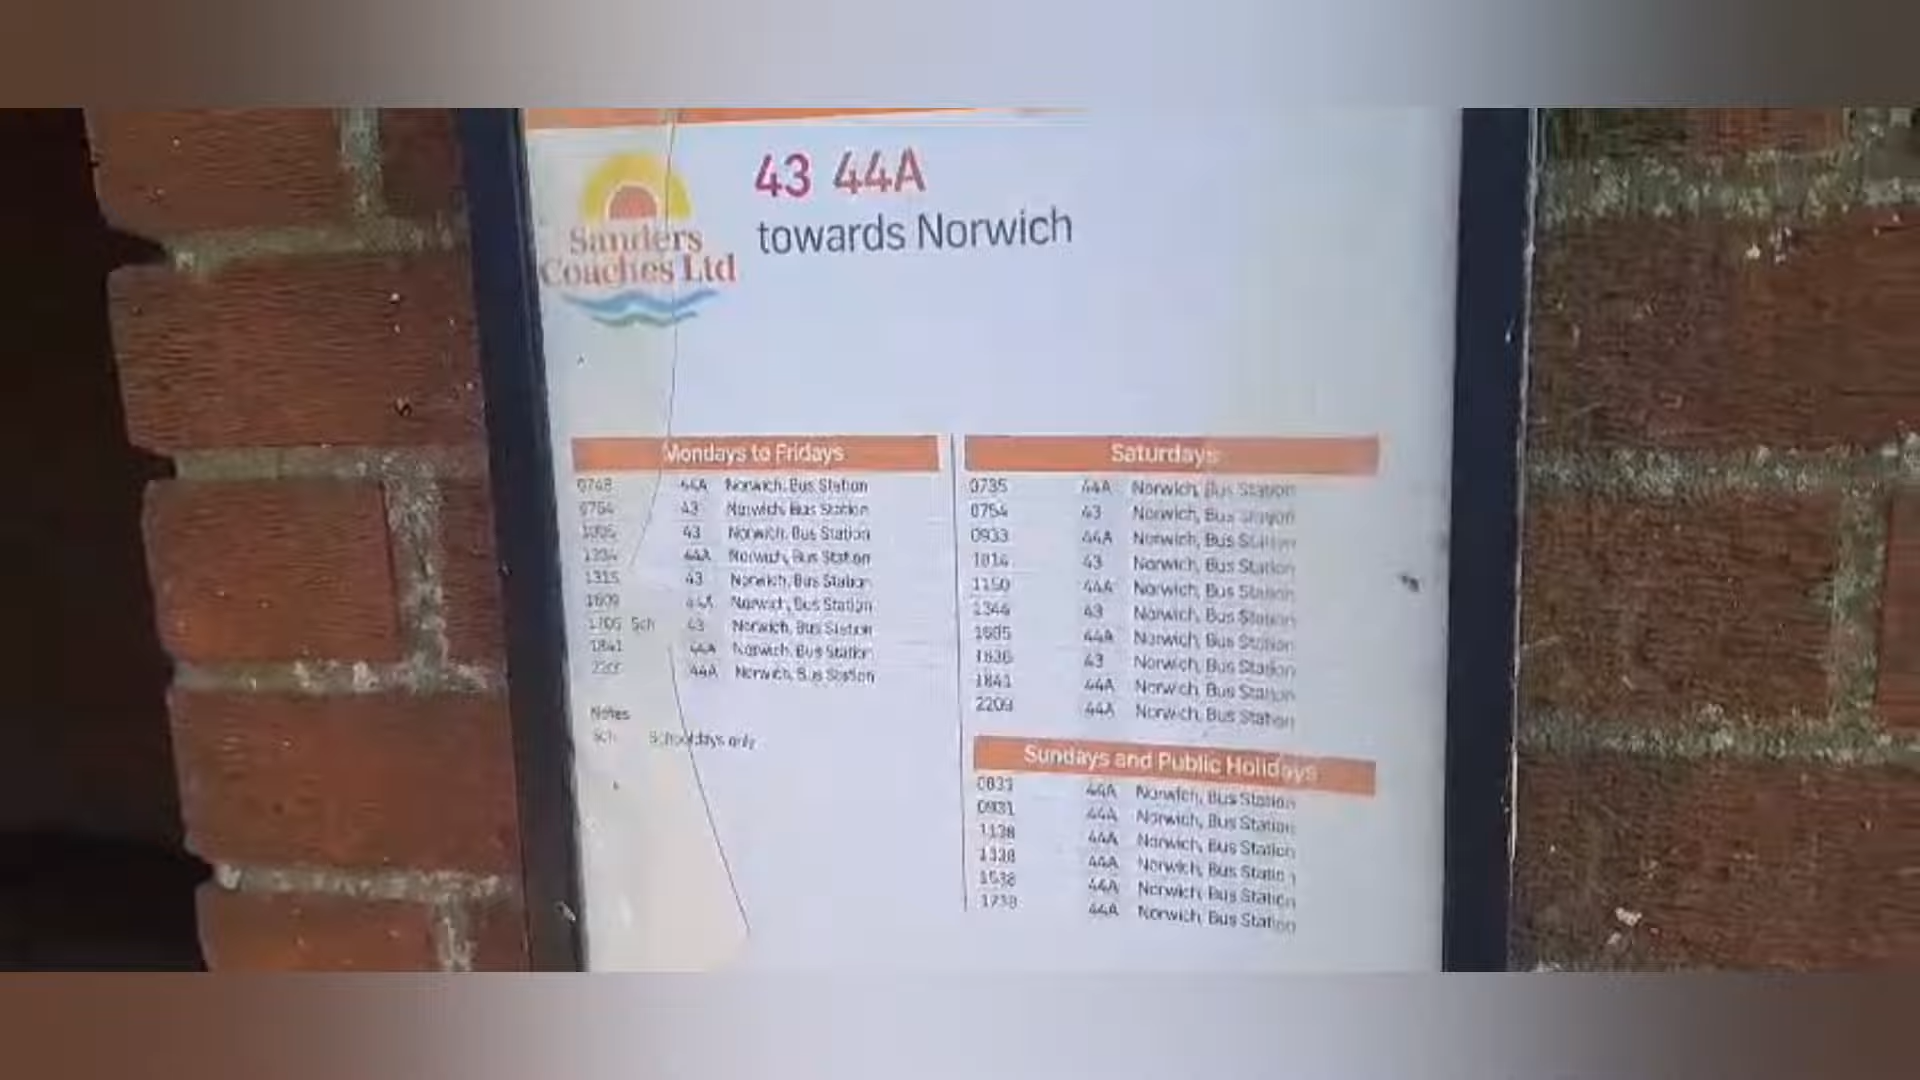 43 44A
towards Norwich
Sanders
Coaches Ltd
Mondays to Fridays
0748 44A Norwich, Bus Station
0754 43 Norwich, Bus Station
43 Norwich, Bus Station
44A Norwich, Bus Station
1315 43 Norwich, Bus Station
1609 44A Norwich, Bus Station
1705 Sch 43 Norwich, Bus Station
1841 44A Norwich, Bus Station
44A Norwich, Bus Station
Notes
Sch Schooldays only
Saturdays
0735 44A Norwich, Bus Station
0754 43 Norwich, Bus Station
0933 44A Norwich, Bus Station
1014 43 Norwich, Bus Station
1150 44A Norwich, Bus Station
1344 43 Norwich, Bus Station
44A Norwich, Bus Station
43 Norwich, Bus Station
1841 44A Norwich, Bus Station
2209 44A Norwich, Bus Station
Sundays and Public Holidays
44A Norwich, Bus Station
0931 44A Norwich, Bus Station
1138 44A Norwich, Bus Station
1338 44A Norwich, Bus Station
1538 44A Norwich, Bus Station
1738 44A Norwich, Bus Station